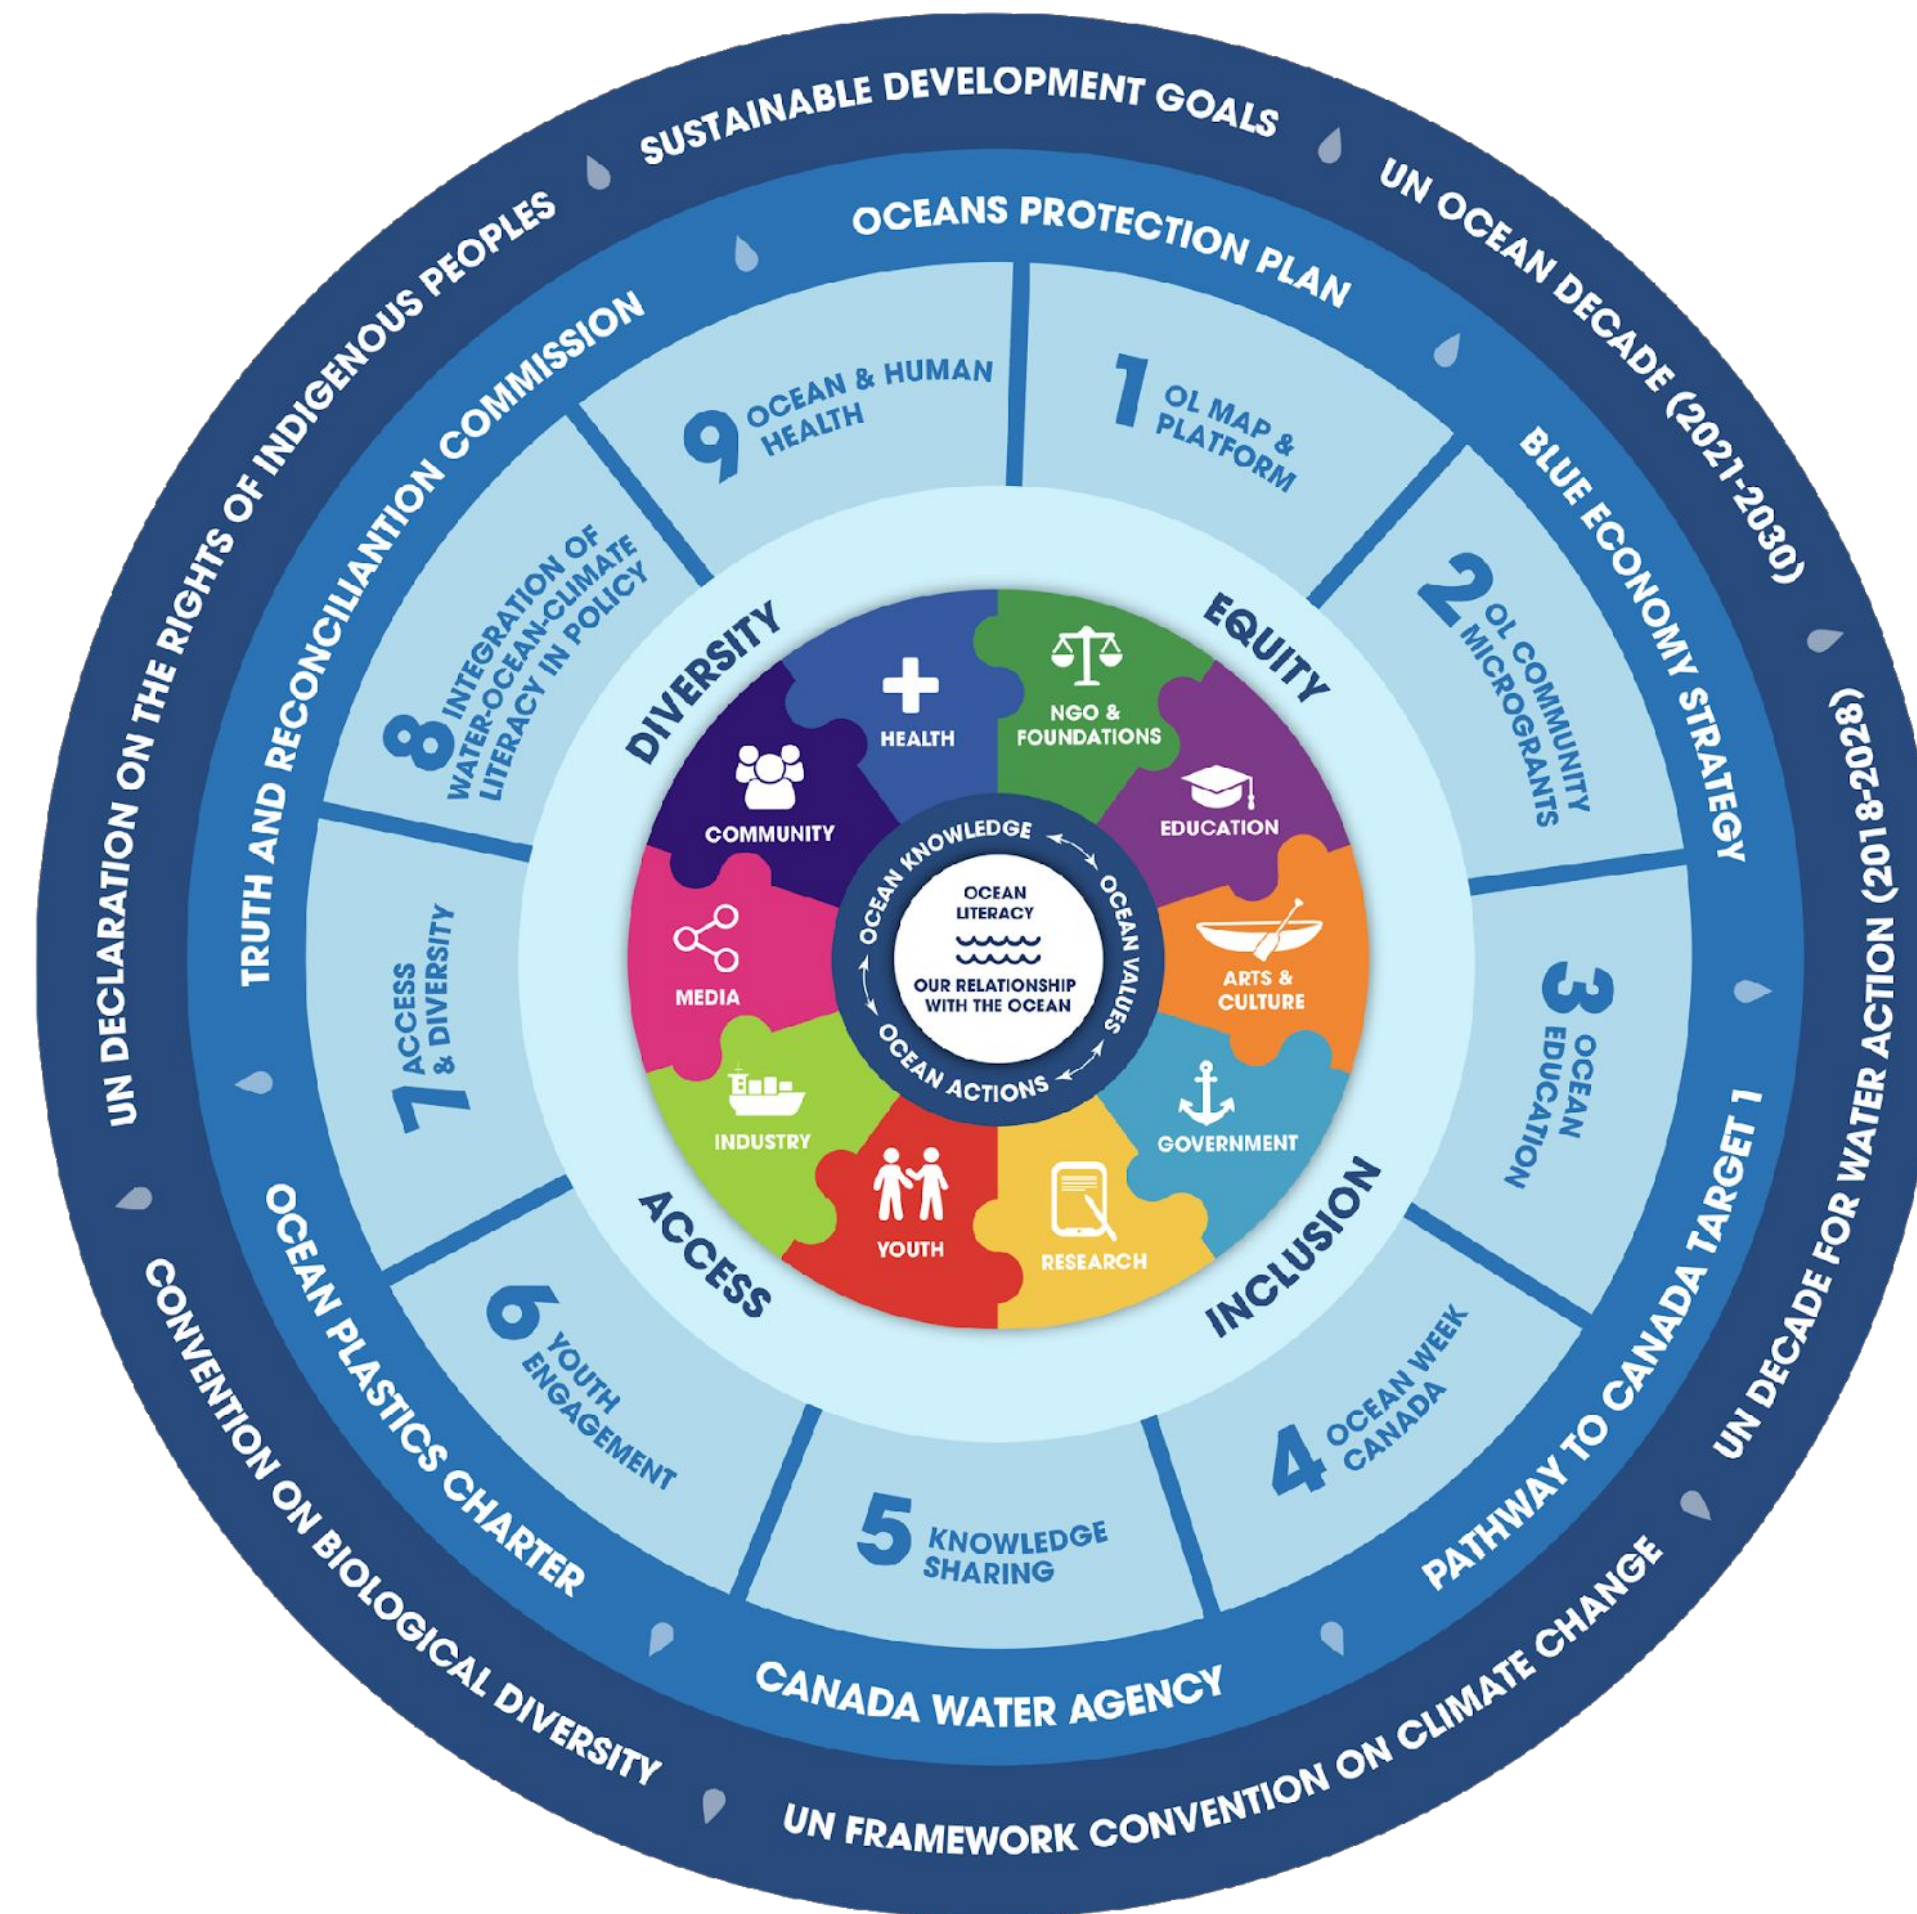 SUSTAINABLE DEVELOPMENT GOALS
UN OCEAN DECADE (2021-2030)
UN DECADE FOR WATER ACTION (2018-2028)
UN FRAMEWORK CONVENTION ON CLIMATE CHANGE
CONVENTION ON BIOLOGICAL DIVERSITY
UN DECLARATION ON THE RIGHTS OF INDIGENOUS PEOPLES
OCEANS PROTECTION PLAN
BLUE ECONOMY STRATEGY
PATHWAY TO CANADA TARGET 1
CANADA WATER AGENCY
OCEAN PLASTICS CHARTER
TRUTH AND RECONCILIANTION COMMISSION
1 OL MAP &
PLATFORM
2 OL COMMUNITY
MICROGRANTS
3 OCEAN
EDUCATION
4 OCEAN WEEK
CANADA
5 KNOWLEDGE
SHARING
6 YOUTH
ENGAGEMENT
7 ACCESS
& DIVERSITY
8 INTEGRATION OF
WATER-OCEAN-CLIMATE
LITERACY IN POLICY
9 OCEAN & HUMAN
HEALTH
DIVERSITY
EQUITY
INCLUSION
ACCESS
NGO &
FOUNDATIONS
EDUCATION
ARTS &
CULTURE
GOVERNMENT
RESEARCH
YOUTH
INDUSTRY
MEDIA
COMMUNITY
HEALTH
OCEAN KNOWLEDGE
OCEAN VALUES
OCEAN ACTIONS
OCEAN
LITERACY
OUR RELATIONSHIP
WITH THE OCEAN